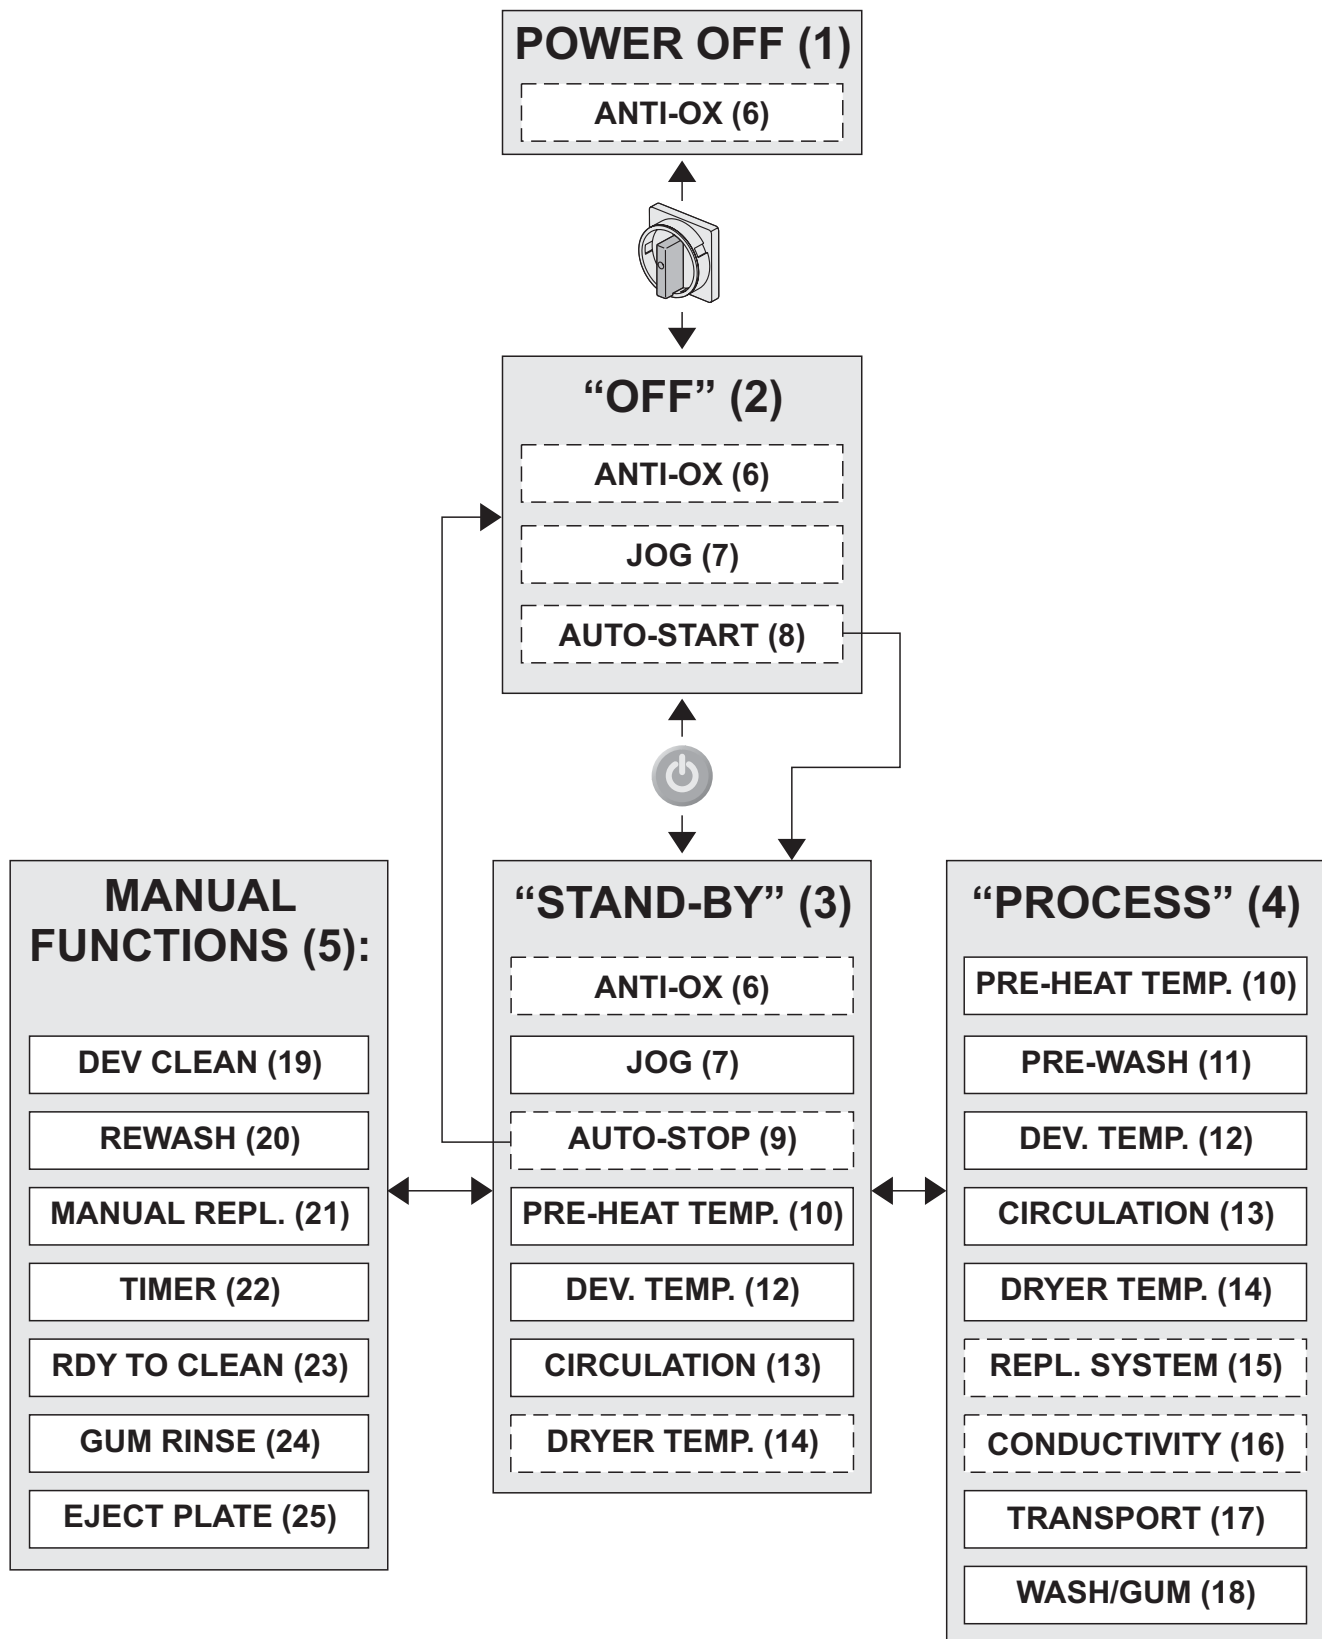 POWER OFF (1)
ANTI-OX (6)
“OFF” (2)
ANTI-OX (6)
JOG (7)
AUTO-START (8)
MANUAL
FUNCTIONS (5):
DEV CLEAN (19)
REWASH (20)
MANUAL REPL. (21)
TIMER (22)
RDY TO CLEAN (23)
GUM RINSE (24)
EJECT PLATE (25)
“STAND-BY” (3)
ANTI-OX (6)
JOG (7)
AUTO-STOP (9)
PRE-HEAT TEMP. (10)
DEV. TEMP. (12)
CIRCULATION (13)
DRYER TEMP. (14)
“PROCESS” (4)
PRE-HEAT TEMP. (10)
PRE-WASH (11)
DEV. TEMP. (12)
CIRCULATION (13)
DRYER TEMP. (14)
REPL. SYSTEM (15)
CONDUCTIVITY (16)
TRANSPORT (17)
WASH/GUM (18)